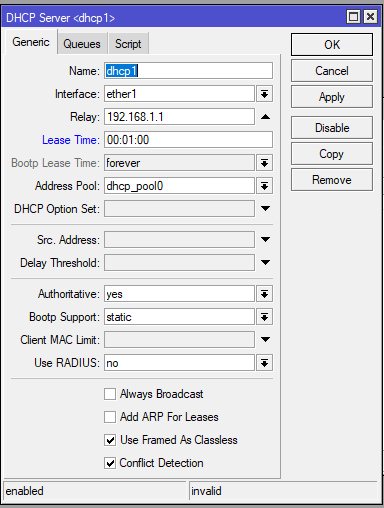 DHCP Server <dhcp1>
Generic Queues Script
Name: dhcp1
Interface: ether1
Relay: 192.168.1.1
Lease Time: 00:01:00
Bootp Lease Time: forever
Address Pool: dhcp_pool0
DHCP Option Set:
Src. Address:
Delay Threshold:
Authoritative: yes
Bootp Support: static
Client MAC Limit:
Use RADIUS: no
Always Broadcast
Add ARP For Leases
Use Framed As Classless
Conflict Detection
OK
Cancel
Apply
Disable
Copy
Remove
enabled invalid